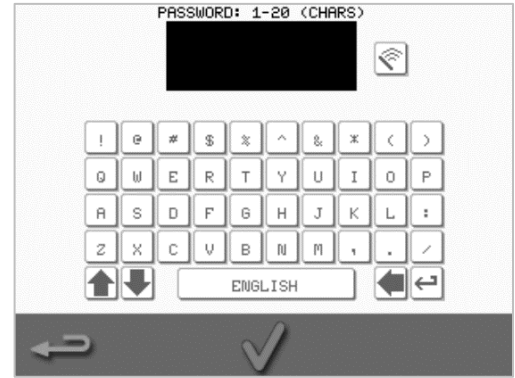 PASSWORD: 1-20 (CHARS)
! @ # $ % ^ & * ( )
Q W E R T Y U I O P
A S D F G H J K L :
Z X C V B N M , . /
ENGLISH